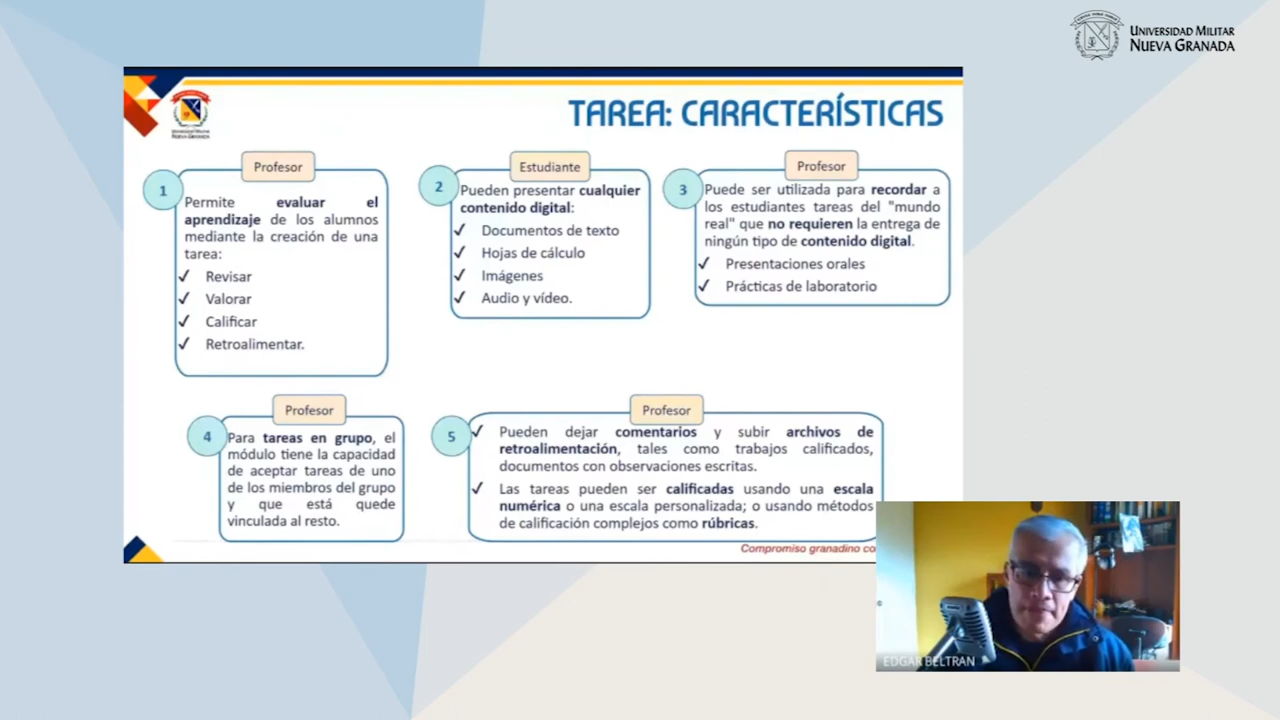 UNIVERSIDAD MILITAR
NUEVA GRANADA
UNIVERSIDAD MILITAR
NUEVA GRANADA
TAREA: CARACTERÍSTICAS
Profesor
1
Permite evaluar el
aprendizaje de los alumnos
mediante la creación de una
tarea:
✓ Revisar
✓ Valorar
✓ Calificar
✓ Retroalimentar.
Estudiante
2
Pueden presentar cualquier
contenido digital:
✓ Documentos de texto
✓ Hojas de cálculo
✓ Imágenes
✓ Audio y vídeo.
Profesor
3
Puede ser utilizada para recordar a
los estudiantes tareas del "mundo
real" que no requieren la entrega de
ningún tipo de contenido digital.
✓ Presentaciones orales
✓ Prácticas de laboratorio
Profesor
4
Para tareas en grupo, el
módulo tiene la capacidad
de aceptar tareas de uno
de los miembros del grupo
y que está quede
vinculada al resto.
Profesor
5
✓ Pueden dejar comentarios y subir archivos de
retroalimentación, tales como trabajos calificados,
documentos con observaciones escritas.
✓ Las tareas pueden ser calificadas usando una escala
numérica o una escala personalizada; o usando métodos
de calificación complejos como rúbricas.
Compromiso granadino co
EDGAR BELTRAN